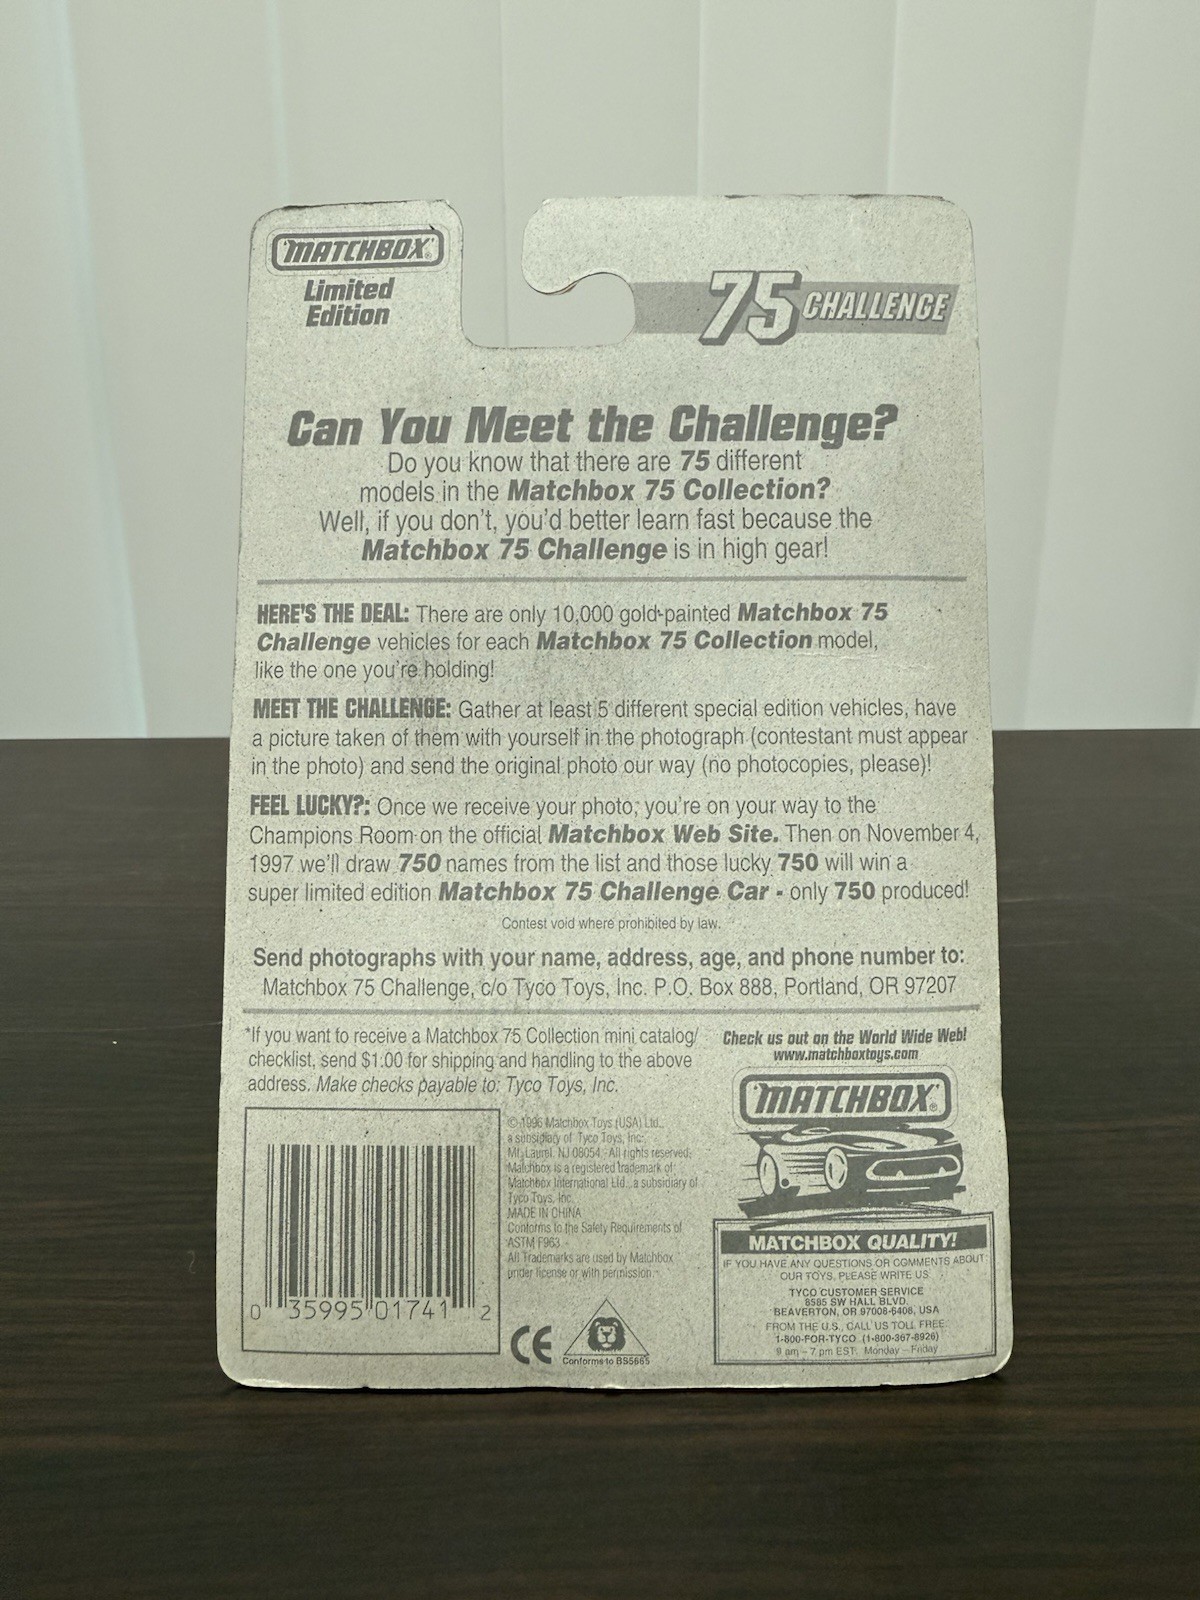 MATCHBOX
Limited
Edition
75 CHALLENGE
Can You Meet the Challenge?
Do you know that there are 75 different
models in the Matchbox 75 Collection?
Well, if you don't, you'd better learn fast because the
Matchbox 75 Challenge is in high gear!
HERE'S THE DEAL: There are only 10,000 gold-painted Matchbox 75
Challenge vehicles for each Matchbox 75 Collection model,
like the one you're holding!
MEET THE CHALLENGE: Gather at least 5 different special edition vehicles, have
a picture taken of them with yourself in the photograph (contestant must appear
in the photo) and send the original photo our way (no photocopies, please)!
FEEL LUCKY?: Once we receive your photo, you're on your way to the
Champions Room on the official Matchbox Web Site. Then on November 4,
1997 we'll draw 750 names from the list and those lucky 750 will win a
super limited edition Matchbox 75 Challenge Car - only 750 produced!
Contest void where prohibited by law.
Send photographs with your name, address, age, and phone number to:
Matchbox 75 Challenge, c/o Tyco Toys, Inc. P.O. Box 888, Portland, OR 97207
*If you want to receive a Matchbox 75 Collection mini catalog/
checklist, send $1.00 for shipping and handling to the above
address. Make checks payable to: Tyco Toys, Inc.
Check us out on the World Wide Web!
www.matchboxtoys.com
MATCHBOX®
0 35995 01741 2
© 1996 Matchbox Toys (USA) Ltd.,
a subsidiary of Tyco Toys, Inc.
Mt. Laurel, NJ 08054. All rights reserved.
Matchbox is a registered trademark of
Matchbox International Ltd., a subsidiary of
Tyco Toys, Inc.
MADE IN CHINA
Conforms to the Safety Requirements of
ASTM F963.
All Trademarks are used by Matchbox
under license or with permission.
CE
Conforms to BS5665
MATCHBOX QUALITY!
IF YOU HAVE ANY QUESTIONS OR COMMENTS ABOUT
OUR TOYS, PLEASE WRITE US
TYCO CUSTOMER SERVICE
8585 SW HALL BLVD.
BEAVERTON, OR 97008-6408, USA
FROM THE U.S., CALL US TOLL FREE:
1-800-FOR-TYCO (1-800-367-8926)
9 am – 7 pm EST. Monday – Friday